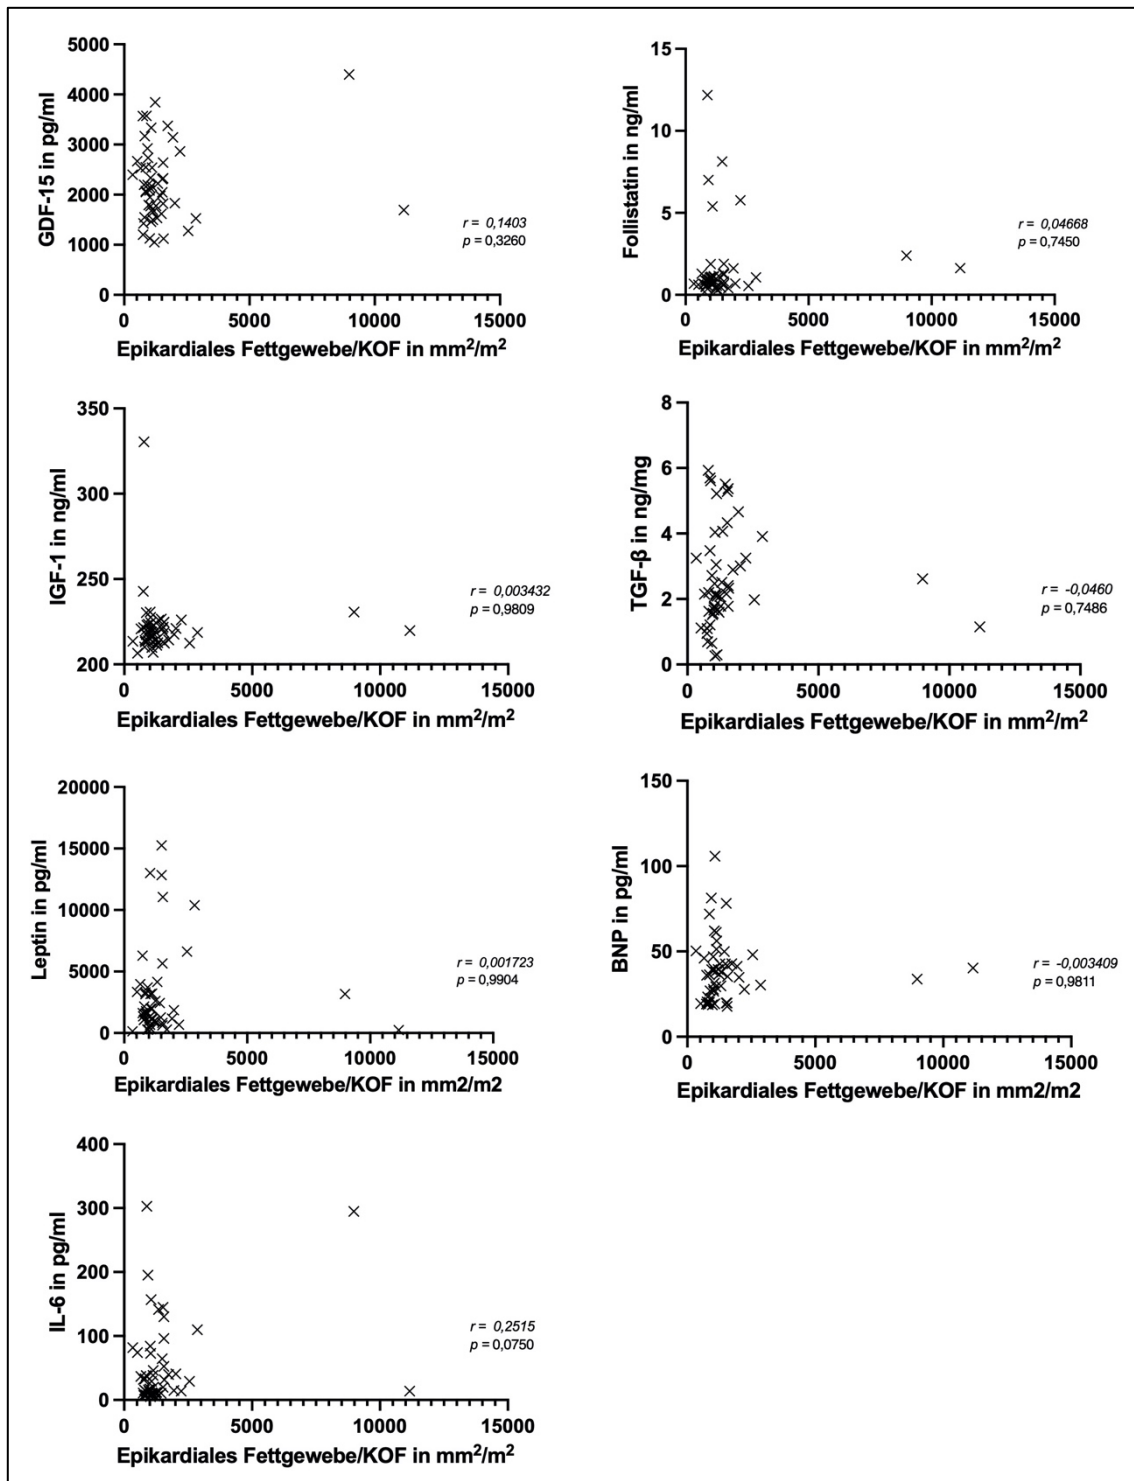 GDF-15 in pg/ml
5000
4000
3000
2000
1000
0
r = 0,1403
p = 0,3260
0 5000 10000 15000
Epikardiales Fettgewebe/KOF in mm²/m²
Follistatin in ng/ml
15
10
5
0
r = 0,04668
p = 0,7450
0 5000 10000 15000
Epikardiales Fettgewebe/KOF in mm²/m²
IGF-1 in ng/ml
350
300
250
200
r = 0,003432
p = 0,9809
0 5000 10000 15000
Epikardiales Fettgewebe/KOF in mm²/m²
TGF-β in ng/mg
8
6
4
2
0
r = -0,0460
p = 0,7486
0 5000 10000 15000
Epikardiales Fettgewebe/KOF in mm²/m²
Leptin in pg/ml
20000
15000
10000
5000
0
r = 0,001723
p = 0,9904
0 5000 10000 15000
Epikardiales Fettgewebe/KOF in mm2/m2
BNP in pg/ml
150
100
50
0
r = -0,003409
p = 0,9811
0 5000 10000 15000
Epikardiales Fettgewebe/KOF in mm2/m2
IL-6 in pg/ml
400
300
200
100
0
r = 0,2515
p = 0,0750
0 5000 10000 15000
Epikardiales Fettgewebe/KOF in mm²/m²